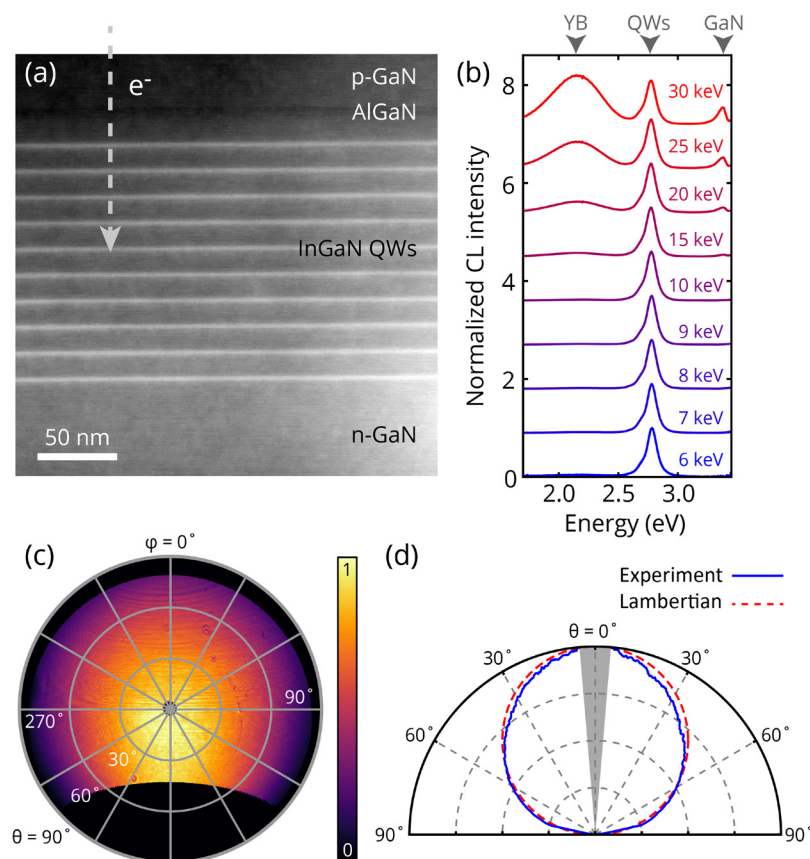 (a)
e-
p-GaN
AlGaN
InGaN QWs
n-GaN
50 nm
(b)
YB QWs GaN
Normalized CL intensity
8
6
4
2
0
30 keV
25 keV
20 keV
15 keV
10 keV
9 keV
8 keV
7 keV
6 keV
2.0 2.5 3.0
Energy (eV)
(c)
φ = 0°
90°
270°
30°
60°
θ = 90°
1
0
(d)
Experiment
Lambertian
θ = 0°
30° 30°
60° 60°
90° 90°